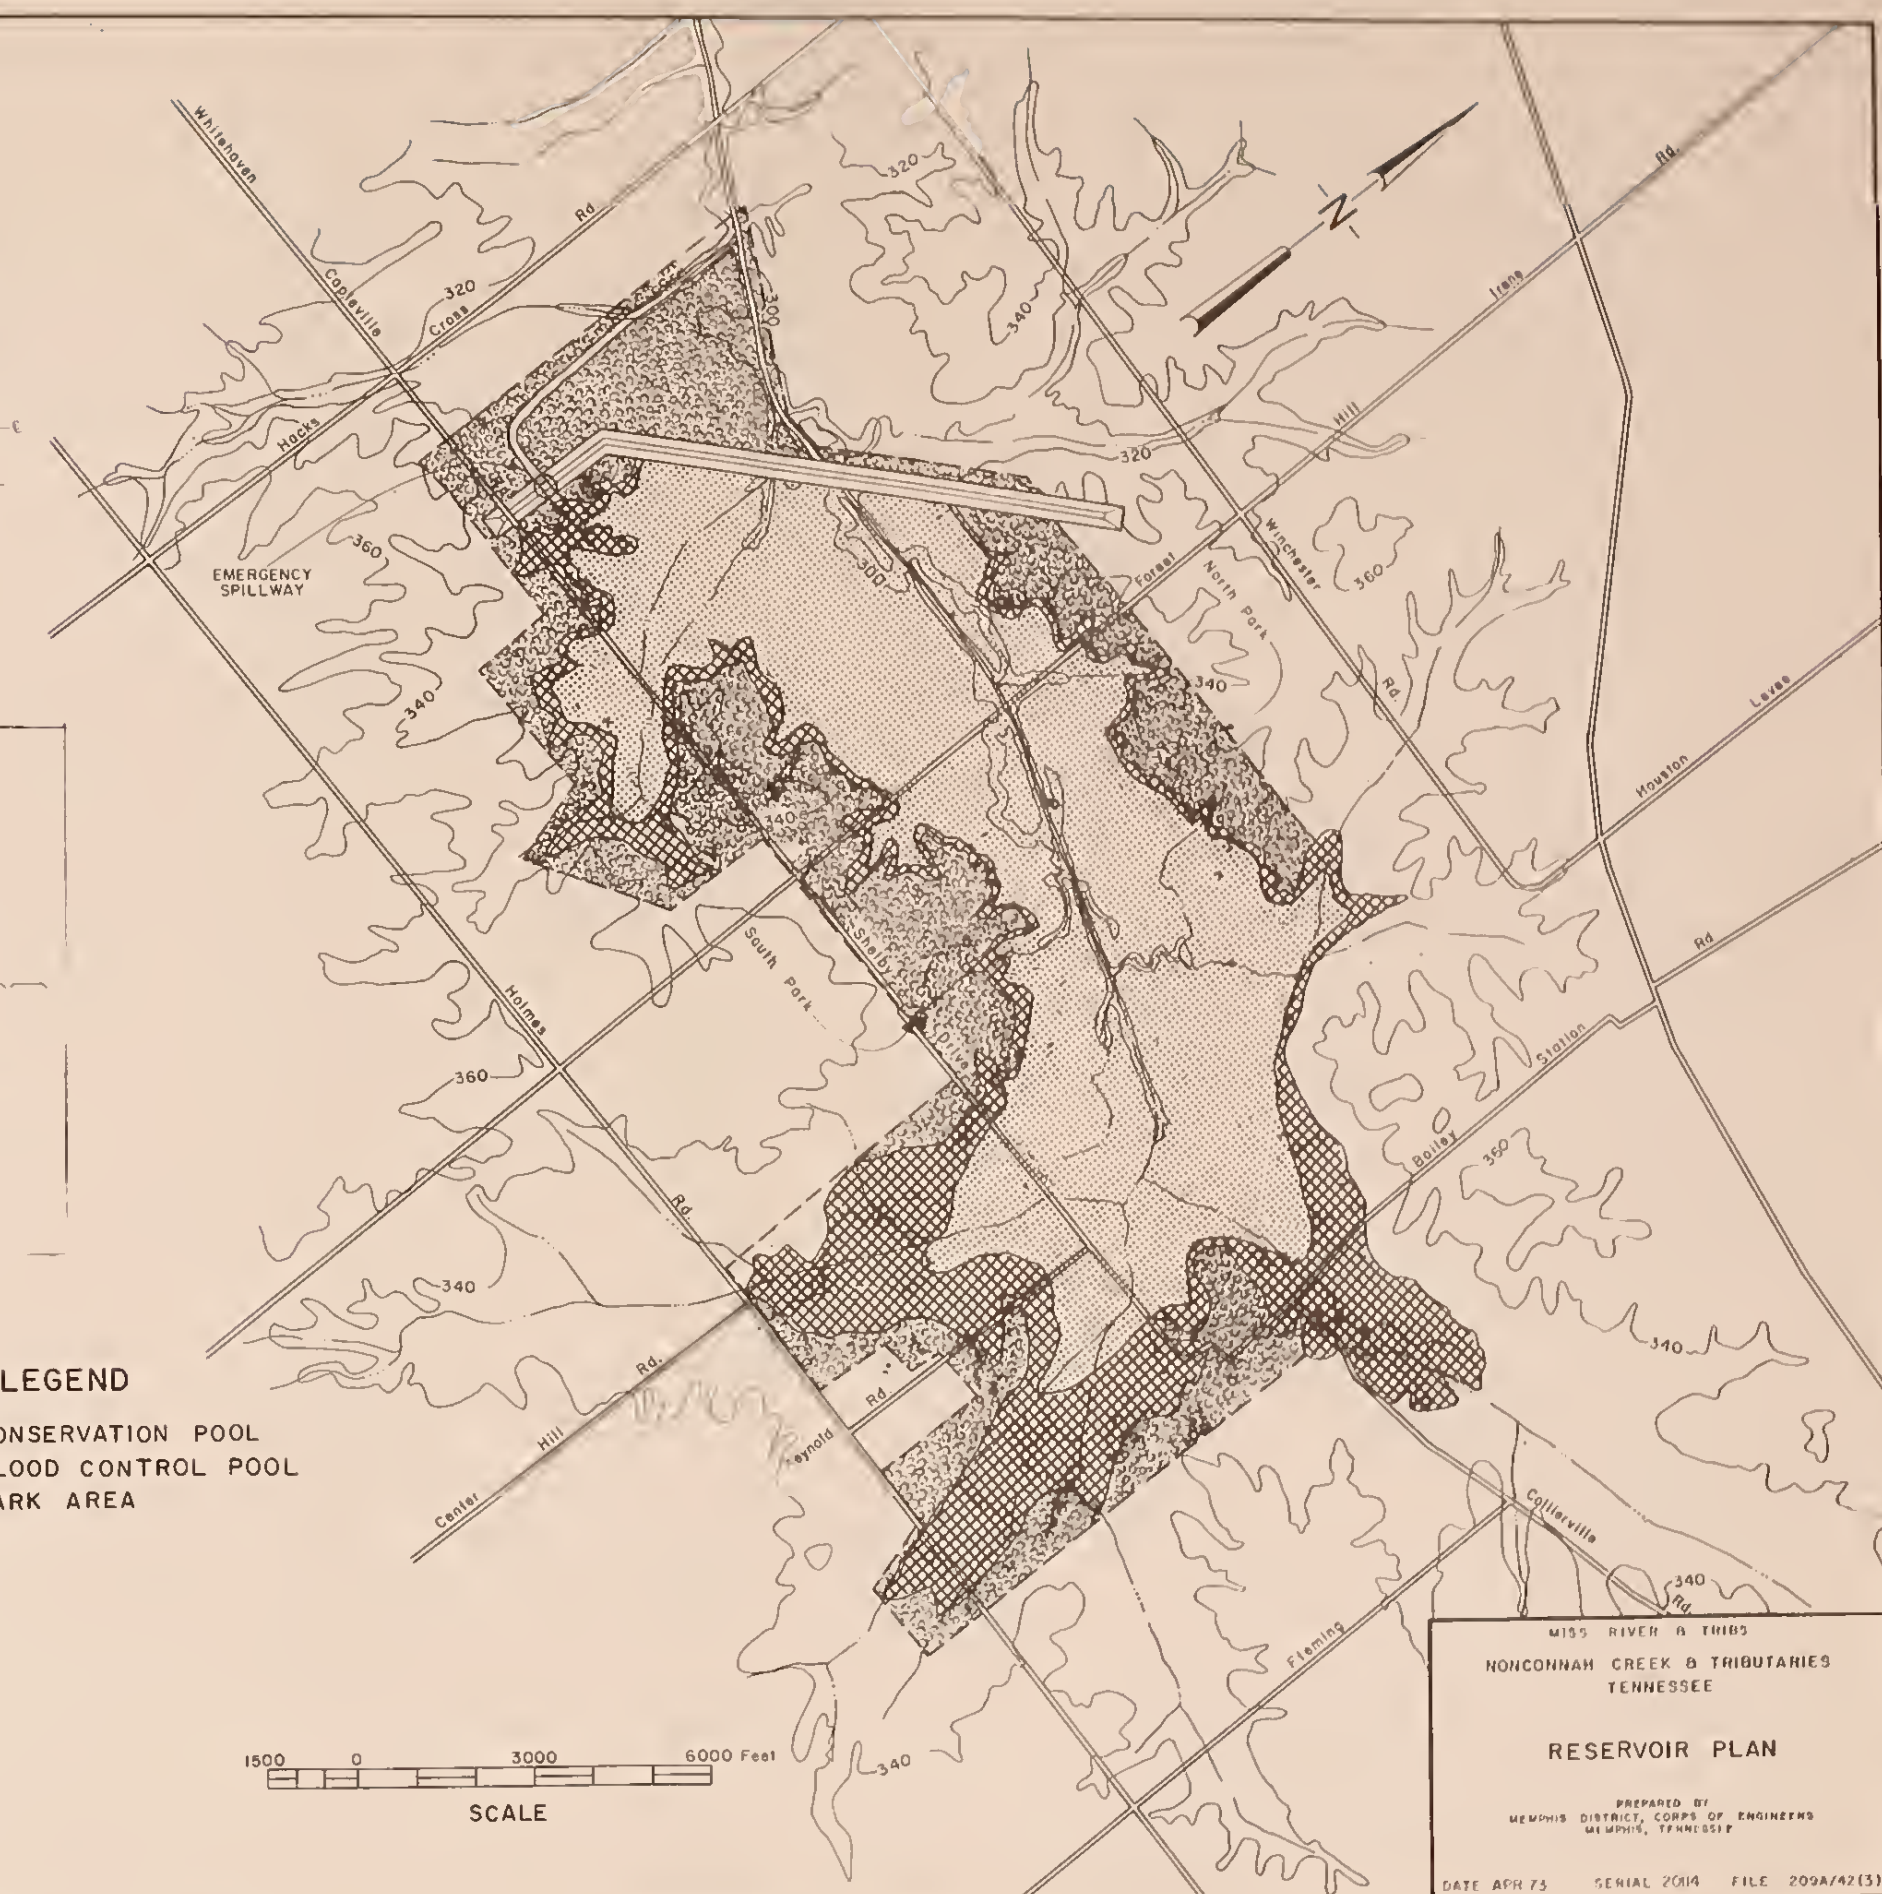 Whitehaven
Capleville
Rd
Cross
Hacks
320
320
300
340
N
Rd.
Irene
Hill
Forest
320
EMERGENCY
SPILLWAY
360
300
North Park
Winchester
Rd.
360
340
340
340
Levee
Houston
Rd
Station
Bailey
360
South Park
Shelby
Drive
Holmes
Rd.
360
340
340
Rd.
Hill
Center
Rd.
Collierville
Rd.
340
Fleming
340
LEGEND
ONSERVATION POOL
LOOD CONTROL POOL
ARK AREA
1500 0 3000 6000 Feet
SCALE
MISS RIVER & TRIBS
NONCONNAH CREEK & TRIBUTARIES
TENNESSEE
RESERVOIR PLAN
PREPARED BY
MEMPHIS DISTRICT, CORPS OF ENGINEERS
MEMPHIS, TENNESSEE
DATE APR 73 SERIAL 20114 FILE 209A/42(3)